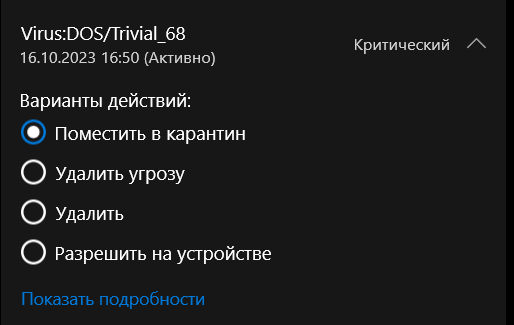 Virus:DOS/Trivial_68
16.10.2023 16:50 (Активно)
Критический
Варианты действий:
Поместить в карантин
Удалить угрозу
Удалить
Разрешить на устройстве
Показать подробности